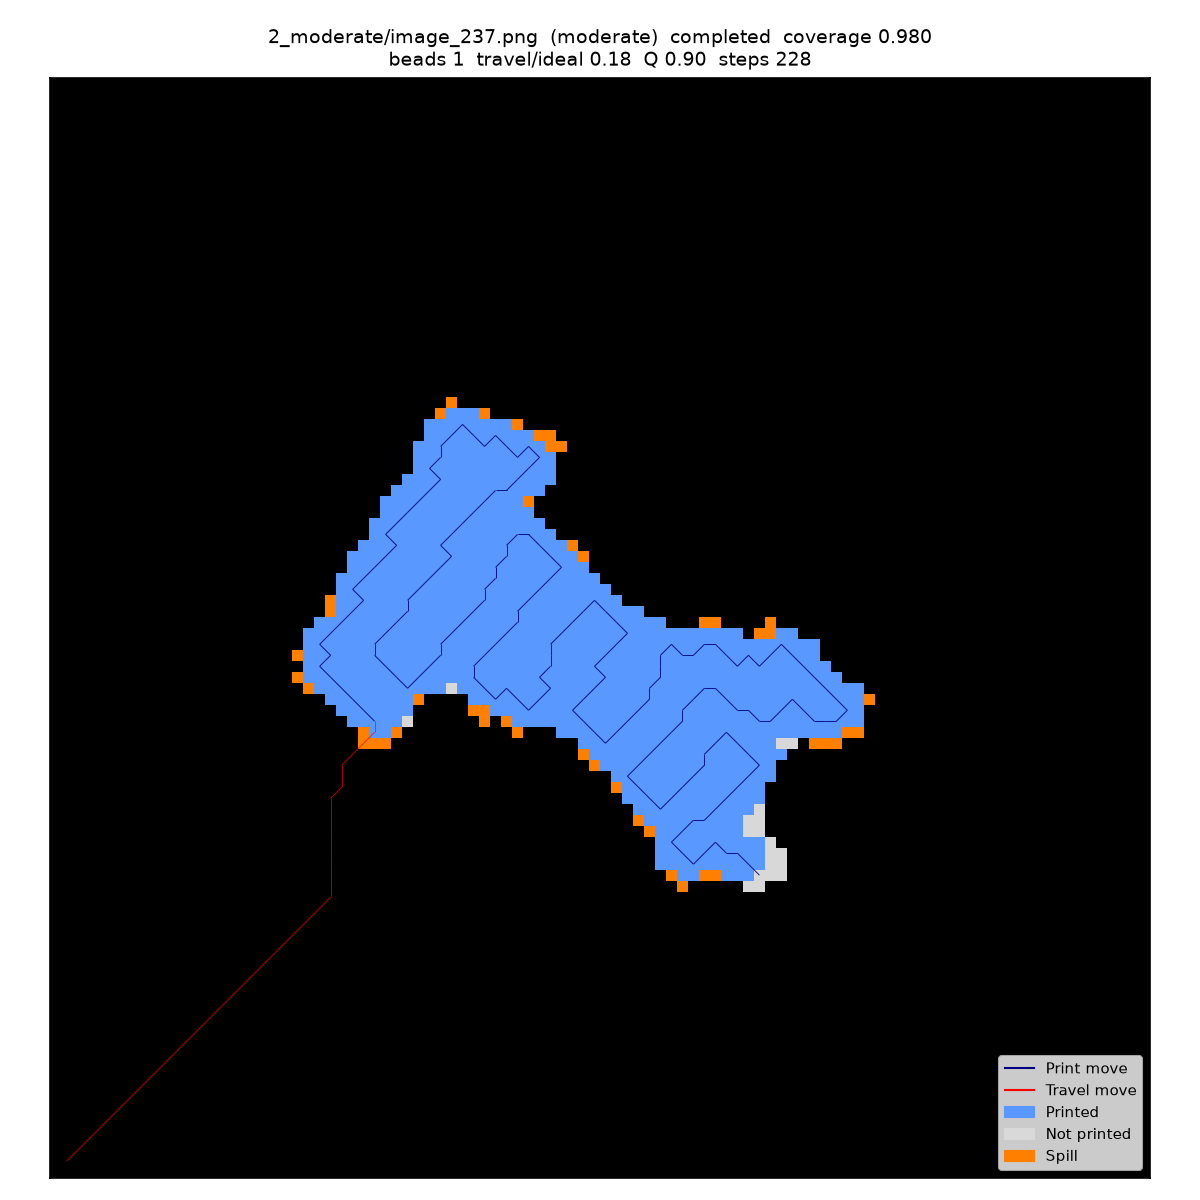 2_moderate/image_237.png  (moderate)  completed  coverage 0.980
beads 1  travel/ideal 0.18  Q 0.90  steps 228
Print move
Travel move
Printed
Not printed
Spill